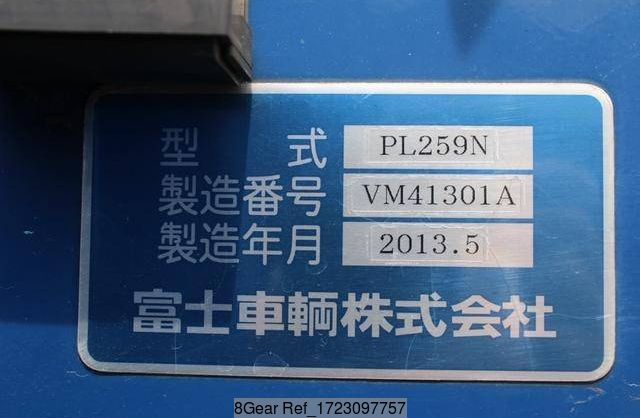 型 式 PL259N
製造番号 VM41301A
製造年月 2013.5
富士車輌株式会社
8Gear Ref_1723097757